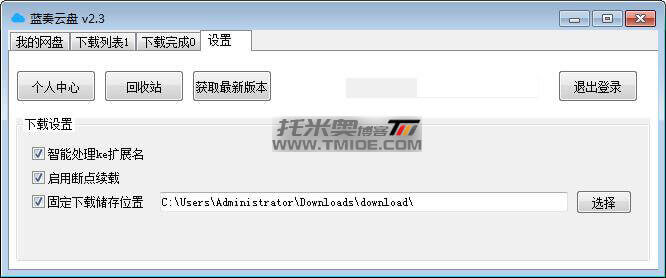 蓝奏云盘 v2.3
我的网盘 下载列表1 下载完成0 设置
个人中心 回收站 获取最新版本 退出登录
托米奥博客 TM
WWW.TMIOE.COM
下载设置
智能处理ke扩展名
启用断点续载
固定下载储存位置 C:\Users\Administrator\Downloads\download\ 选择